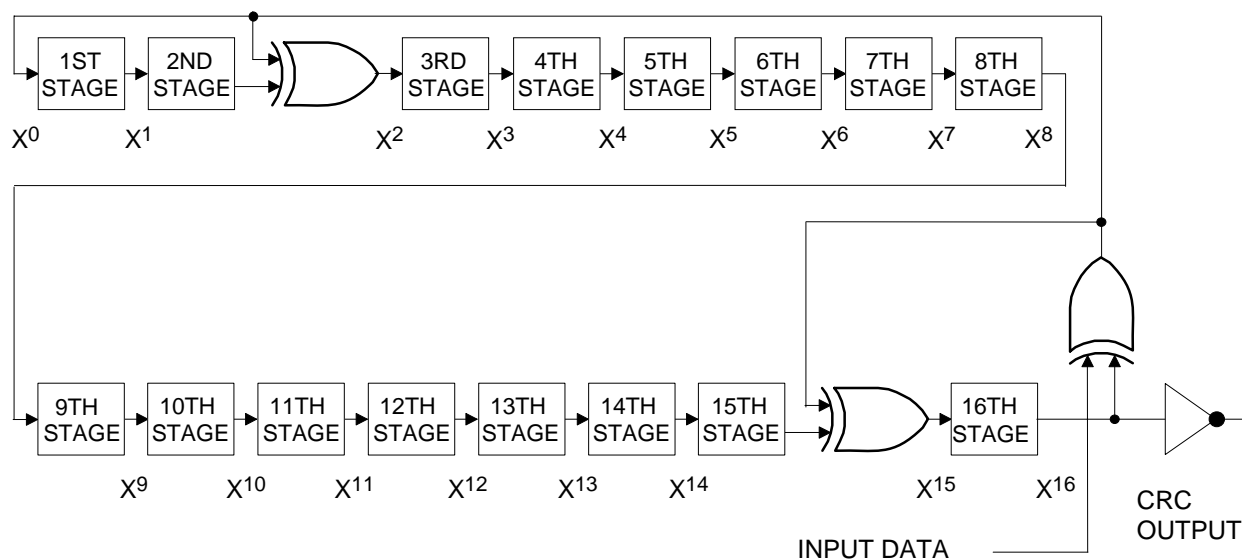 1ST STAGE
2ND STAGE
3RD STAGE
4TH STAGE
5TH STAGE
6TH STAGE
7TH STAGE
8TH STAGE
X⁰ X¹ X² X³ X⁴ X⁵ X⁶ X⁷ X⁸
9TH STAGE
10TH STAGE
11TH STAGE
12TH STAGE
13TH STAGE
14TH STAGE
15TH STAGE
16TH STAGE
X⁹ X¹⁰ X¹¹ X¹² X¹³ X¹⁴ X¹⁵ X¹⁶
CRC
OUTPUT
INPUT DATA